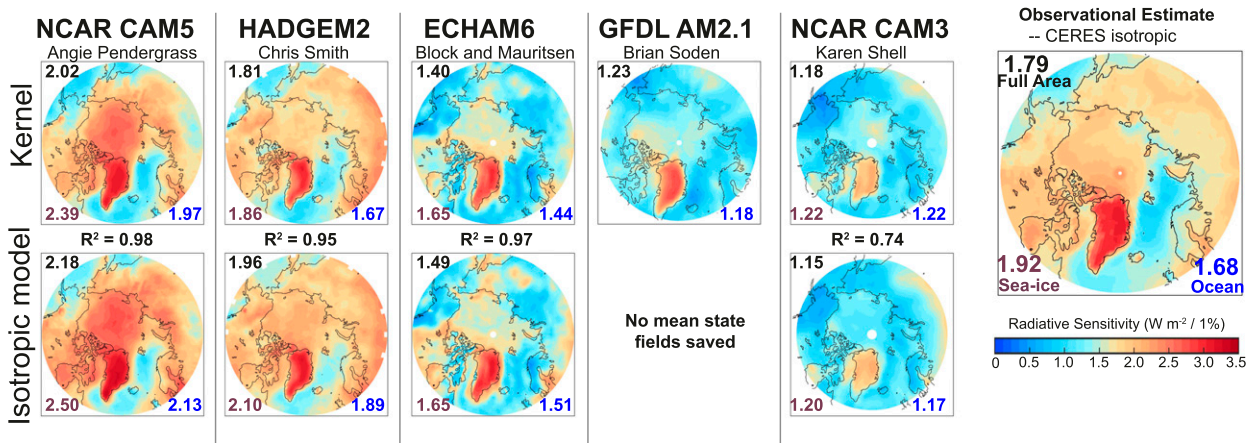 NCAR CAM5 HADGEM2 ECHAM6 GFDL AM2.1 NCAR CAM3
Angie Pendergrass Chris Smith Block and Mauritsen Brian Soden Karen Shell
Observational Estimate
-- CERES isotropic
Kernel
2.02 1.81 1.40 1.23 1.18
1.79
Full Area
2.39 1.97 1.86 1.67 1.65 1.44 1.18 1.22 1.22
R² = 0.98 R² = 0.95 R² = 0.97 R² = 0.74
Isotropic model
2.18 1.96 1.49 1.15
No mean state
fields saved
2.50 2.13 2.10 1.89 1.65 1.51 1.20 1.17
1.92 1.68
Sea-ice Ocean
Radiative Sensitivity (W m⁻² / 1%)
0 0.5 1.0 1.5 2.0 2.5 3.0 3.5